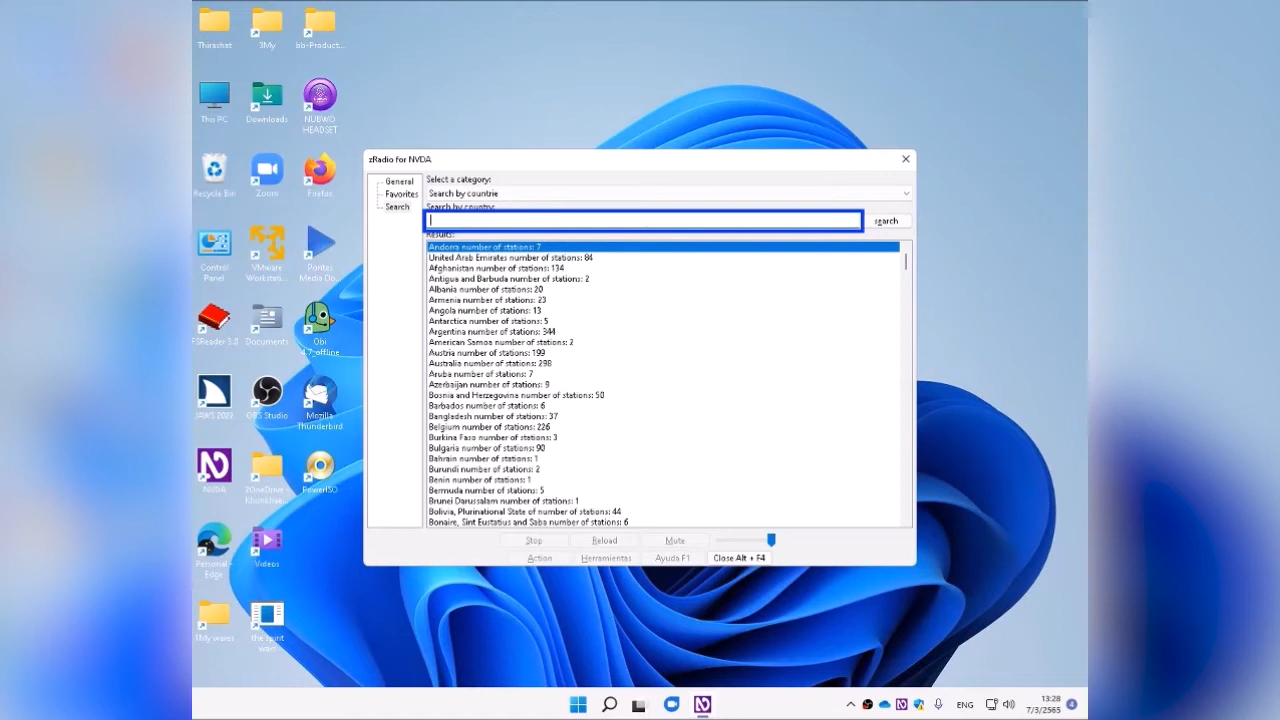 Thirashat
3My
bb-Product...
This PC
Downloads
NUBWO
HEADSET
Recycle Bin
Zoom
Firefox
Control
Panel
VMware
Workstati...
Pontes
Media Do...
FSReader 3.0
Documents
Obi
4.7_offline
JAWS 2022
OBS Studio
Mozilla
Thunderbird
NVDA
2OneDrive -
PowerISO
Personal -
Edge
Videos
1My wares
the spirit
wars
zRadio for NVDA
General
Favorites
Search
Select a category:
Search by countrie
Search by country:
search
Results:
Andorra number of stations: 7
United Arab Emirates number of stations: 84
Afghanistan number of stations: 134
Antigua and Barbuda number of stations: 2
Albania number of stations: 20
Armenia number of stations: 23
Angola number of stations: 13
Antarctica number of stations: 5
Argentina number of stations: 344
American Samoa number of stations: 2
Austria number of stations: 199
Australia number of stations: 298
Aruba number of stations: 7
Azerbaijan number of stations: 9
Bosnia and Herzegovina number of stations: 50
Barbados number of stations: 6
Bangladesh number of stations: 37
Belgium number of stations: 226
Burkina Faso number of stations: 3
Bulgaria number of stations: 90
Bahrain number of stations: 1
Burundi number of stations: 2
Benin number of stations: 1
Bermuda number of stations: 5
Brunei Darussalam number of stations: 1
Bolivia, Plurinational State of number of stations: 44
Bonaire, Sint Eustatius and Saba number of stations: 6
Stop
Reload
Mute
Action
Herramientas
Ayuda F1
Close Alt + F4
ENG
13:28
7/3/2565
4